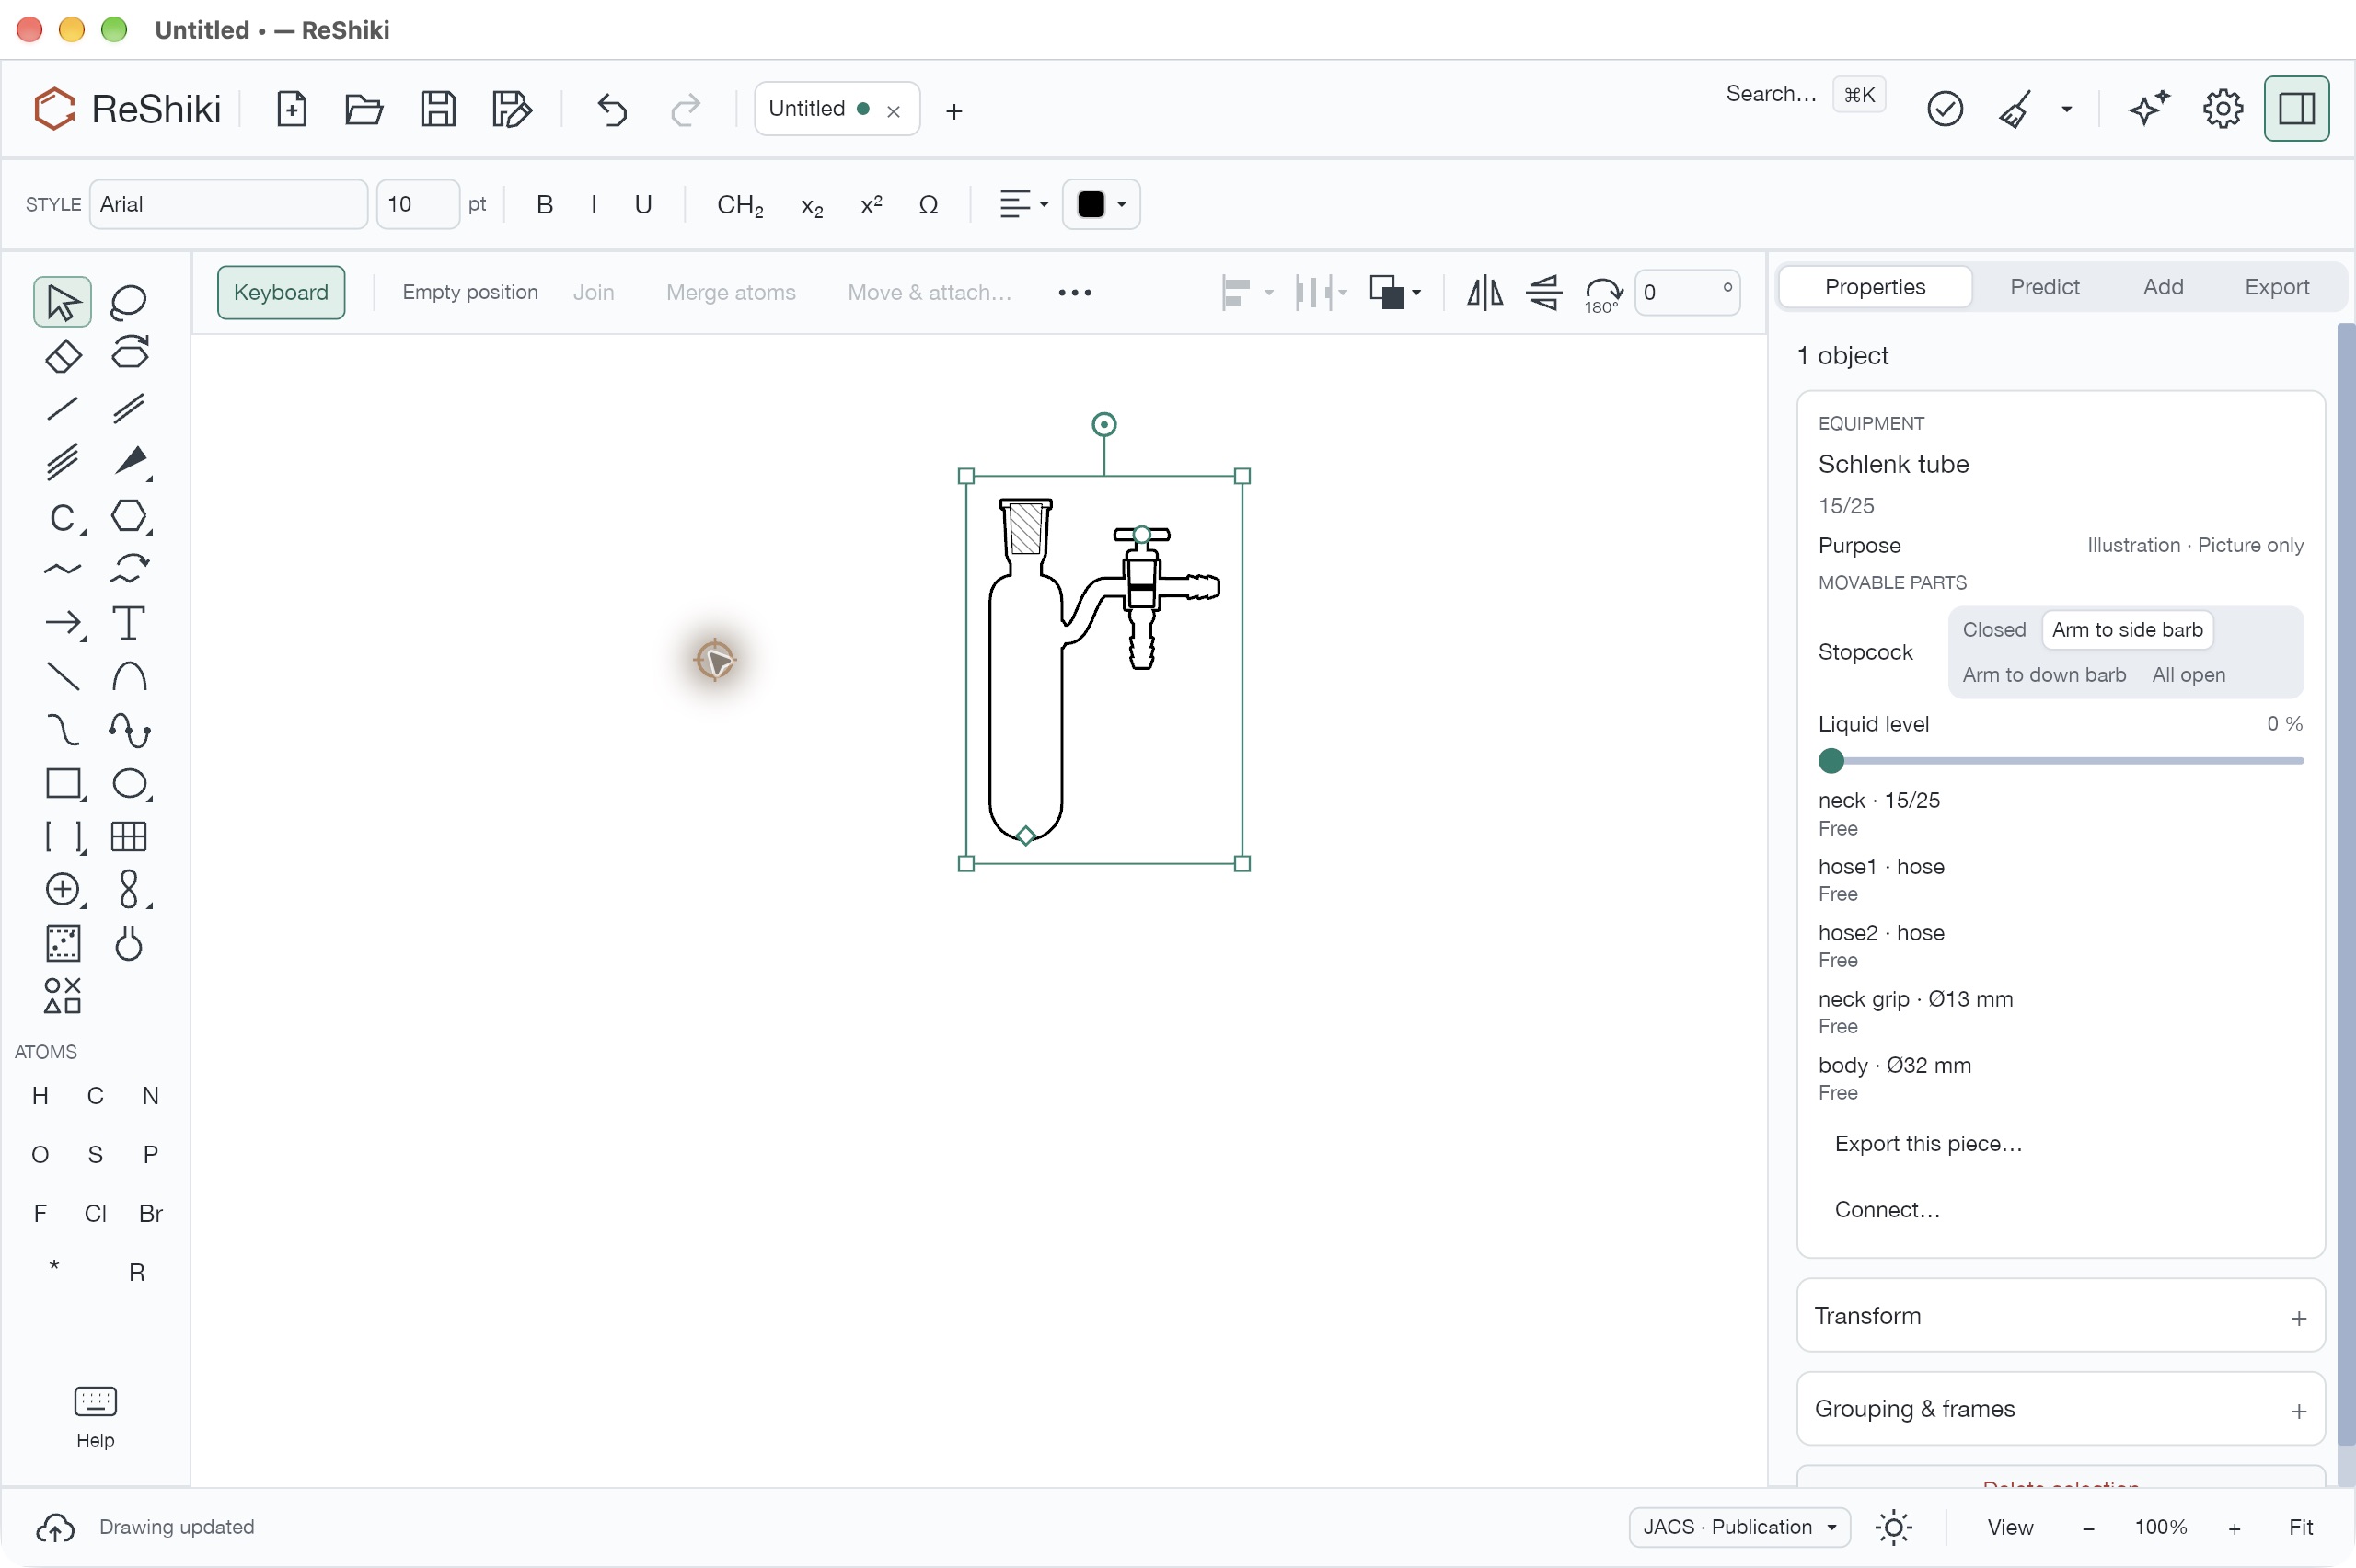 Untitled • — ReShiki
ReShiki
Untitled
Search… ⌘K
STYLE Arial 10 pt B I U CH₂ x₂ x² Ω
Keyboard Empty position Join Merge atoms Move & attach… 180° 0 °
Properties Predict Add Export
1 object
EQUIPMENT
Schlenk tube
15/25
Purpose Illustration · Picture only
MOVABLE PARTS
Stopcock
Closed Arm to side barb
Arm to down barb All open
Liquid level 0 %
neck · 15/25
Free
hose1 · hose
Free
hose2 · hose
Free
neck grip · Ø13 mm
Free
body · Ø32 mm
Free
Export this piece…
Connect…
Transform +
Grouping & frames +
Delete selection
C
T
ATOMS
H C N
O S P
F Cl Br
* R
Help
Drawing updated
JACS · Publication View − 100% + Fit